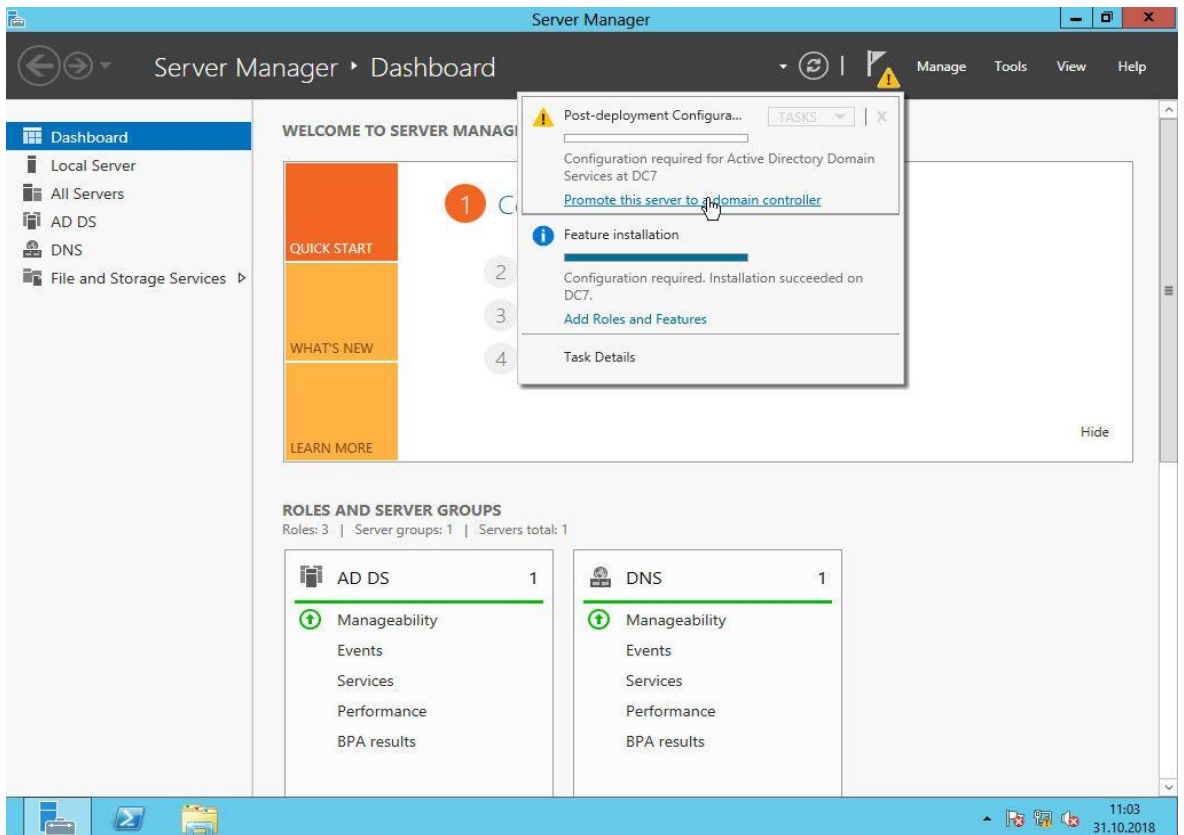 Server Manager
Server Manager • Dashboard
Manage Tools View Help
Dashboard
Local Server
All Servers
AD DS
DNS
File and Storage Services
WELCOME TO SERVER MANAG
QUICK START
WHAT'S NEW
LEARN MORE
1
2
3
4
Hide
Post-deployment Configura...
TASKS
x
Configuration required for Active Directory Domain
Services at DC7
Promote this server to a domain controller
Feature installation
Configuration required. Installation succeeded on
DC7.
Add Roles and Features
Task Details
ROLES AND SERVER GROUPS
Roles: 3 | Server groups: 1 | Servers total: 1
AD DS 1
Manageability
Events
Services
Performance
BPA results
DNS 1
Manageability
Events
Services
Performance
BPA results
11:03
31.10.2018